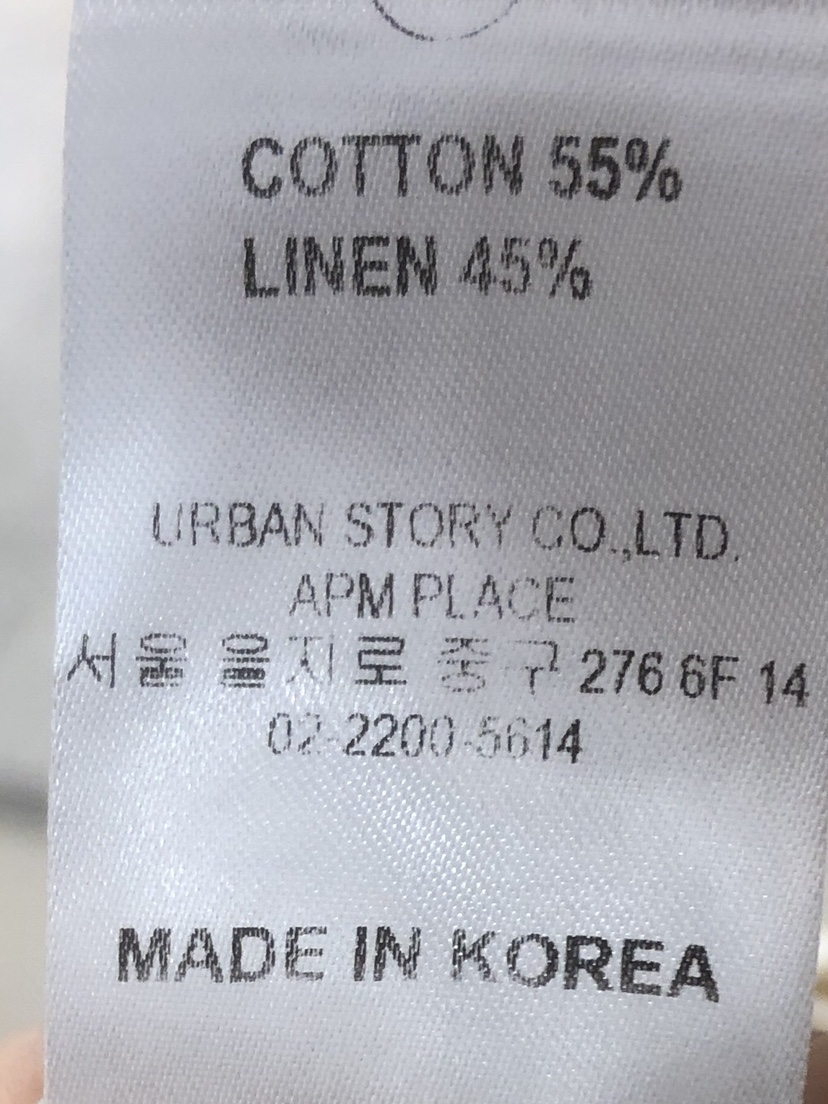 COTTON 55%
LINEN 45%
URBAN STORY CO.,LTD.
APM PLACE
서울 을지로 중구 276 6F 14
02-2200-5614
MADE IN KOREA